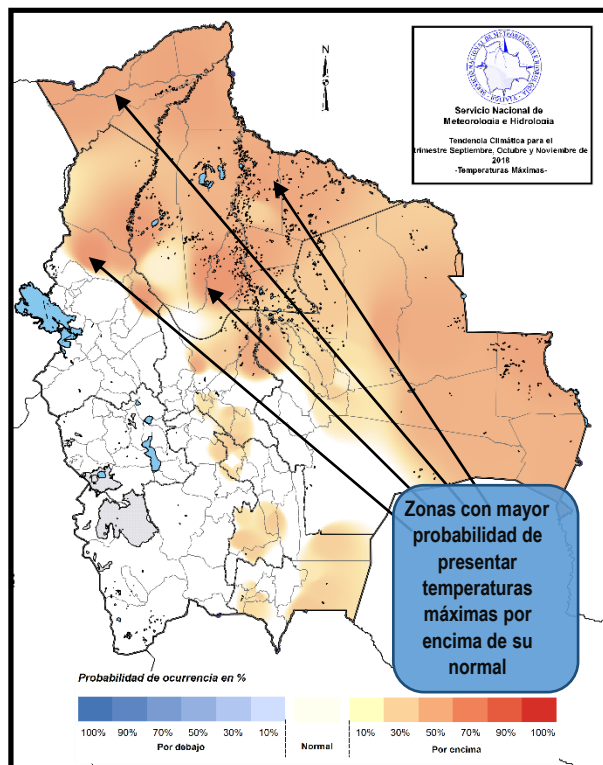 N
Servicio Nacional de
Meteorología e Hidrología
Tendencia Climática para el
trimestre Septiembre, Octubre y Noviembre de
2018
-Temperaturas Máximas-
Zonas con mayor
probabilidad de
presentar
temperaturas
máximas por
encima de su
normal
Probabilidad de ocurrencia en %
100% 90% 70% 50% 30% 10% 10% 30% 50% 70% 90% 100%
Por debajo Normal Por encima